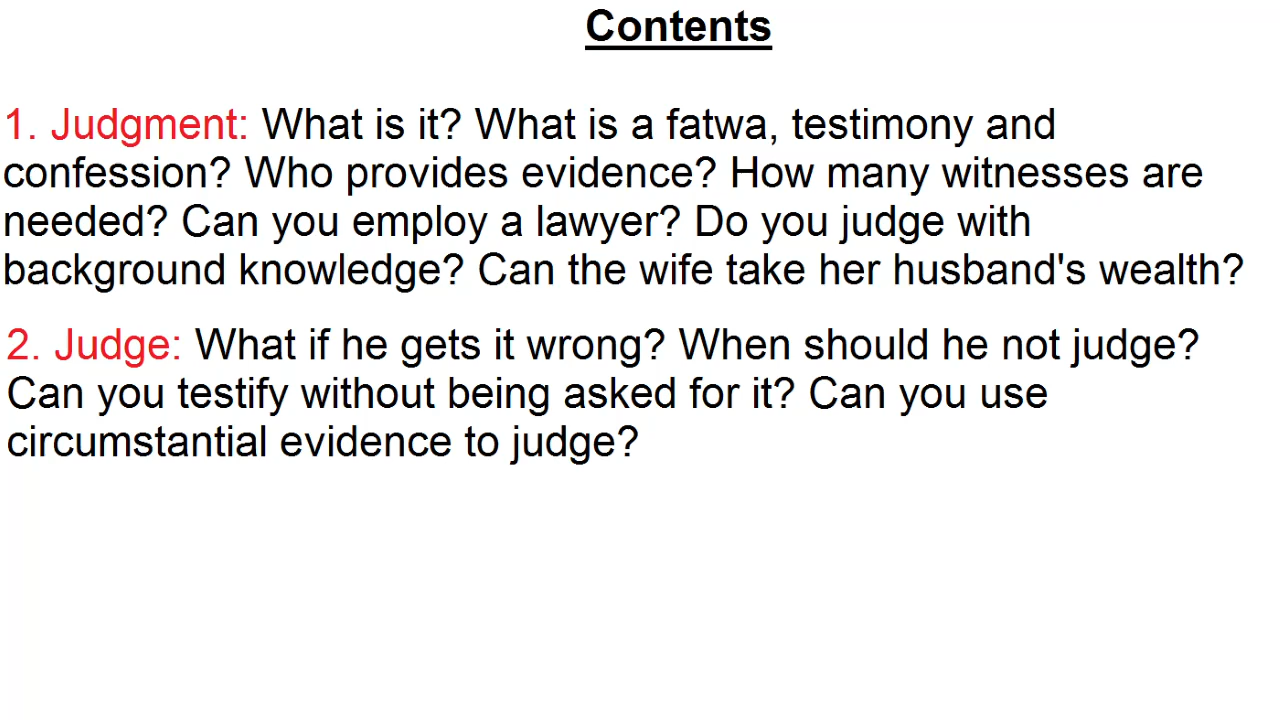 Contents
1. Judgment: What is it? What is a fatwa, testimony and
confession? Who provides evidence? How many witnesses are
needed? Can you employ a lawyer? Do you judge with
background knowledge? Can the wife take her husband's wealth?
2. Judge: What if he gets it wrong? When should he not judge?
Can you testify without being asked for it? Can you use
circumstantial evidence to judge?